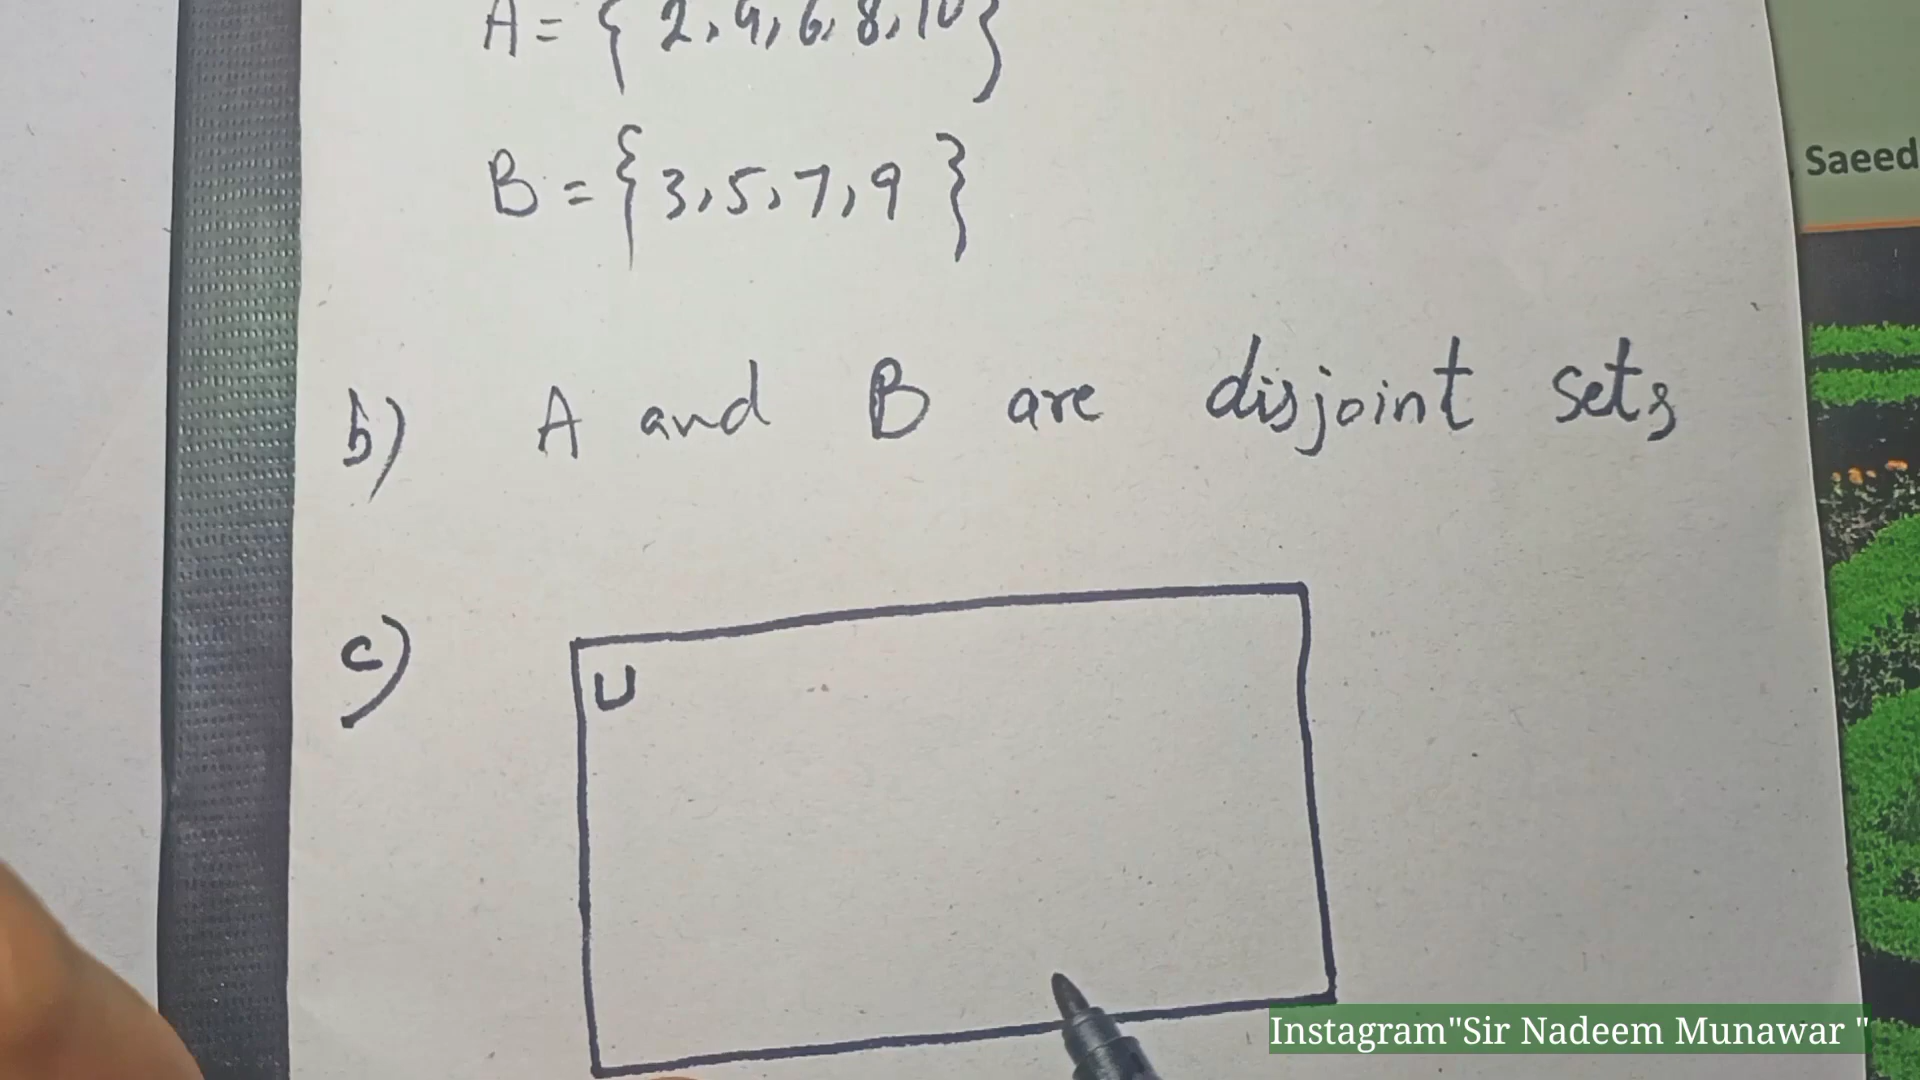 A = { 2, 4, 6, 8, 10 }
B = { 3, 5, 7, 9 }
b) A and B are disjoint sets
c)
U
Saeed
Instagram"Sir Nadeem Munawar "